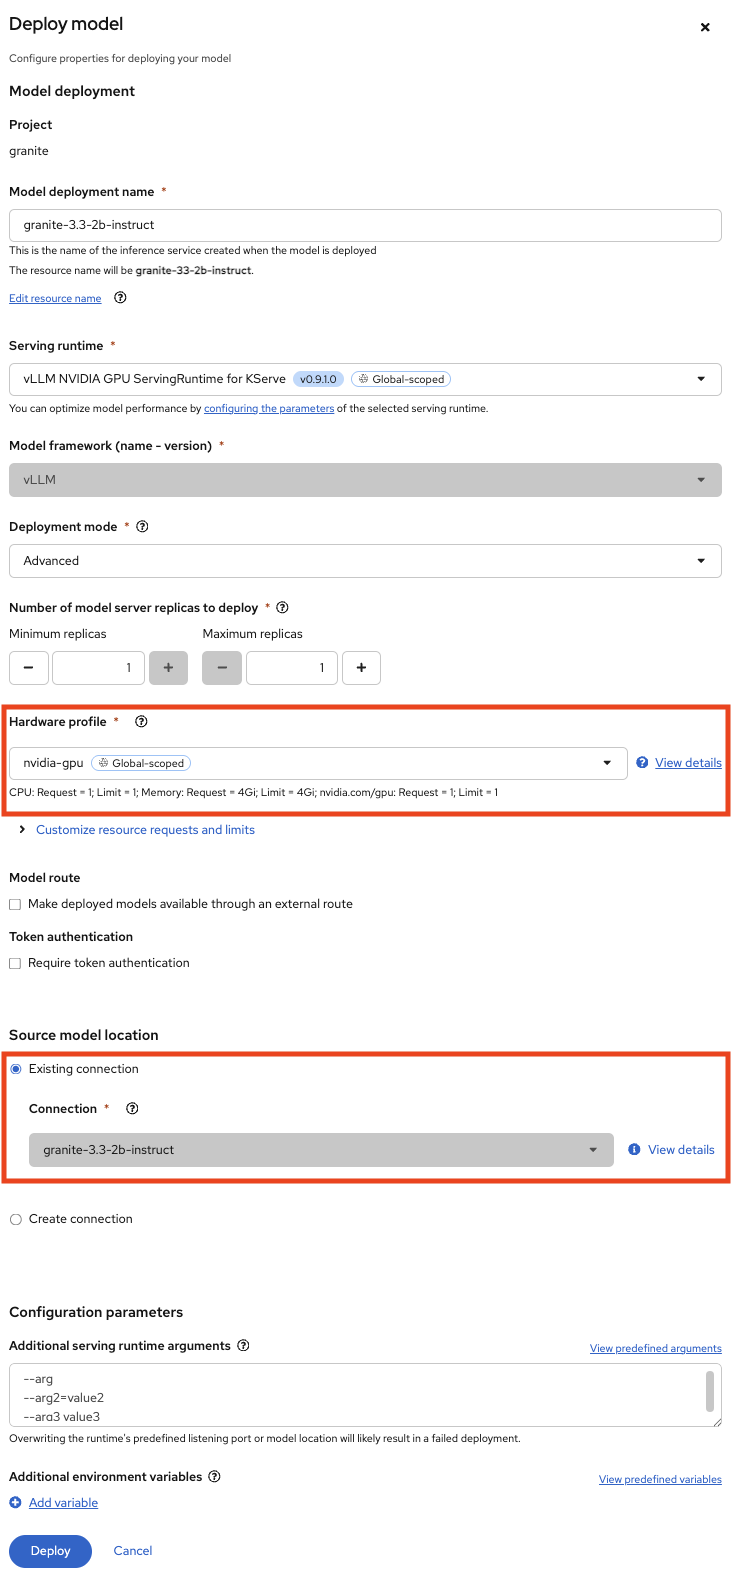 Deploy model
Configure properties for deploying your model
Model deployment
Project
granite
Model deployment name *
granite-3.3-2b-instruct
This is the name of the inference service created when the model is deployed
The resource name will be granite-33-2b-instruct.
Edit resource name
Serving runtime *
vLLM NVIDIA GPU ServingRuntime for KServe v0.9.1.0 Global-scoped
You can optimize model performance by configuring the parameters of the selected serving runtime.
Model framework (name - version) *
vLLM
Deployment mode *
Advanced
Number of model server replicas to deploy *
Minimum replicas Maximum replicas
1 1
Hardware profile *
nvidia-gpu Global-scoped View details
CPU: Request = 1; Limit = 1; Memory: Request = 4Gi; Limit = 4Gi; nvidia.com/gpu: Request = 1; Limit = 1
Customize resource requests and limits
Model route
Make deployed models available through an external route
Token authentication
Require token authentication
Source model location
Existing connection
Connection *
granite-3.3-2b-instruct View details
Create connection
Configuration parameters
Additional serving runtime arguments View predefined arguments
--arg
--arg2=value2
--arg3 value3
Overwriting the runtime's predefined listening port or model location will likely result in a failed deployment.
Additional environment variables View predefined variables
Add variable
Deploy Cancel